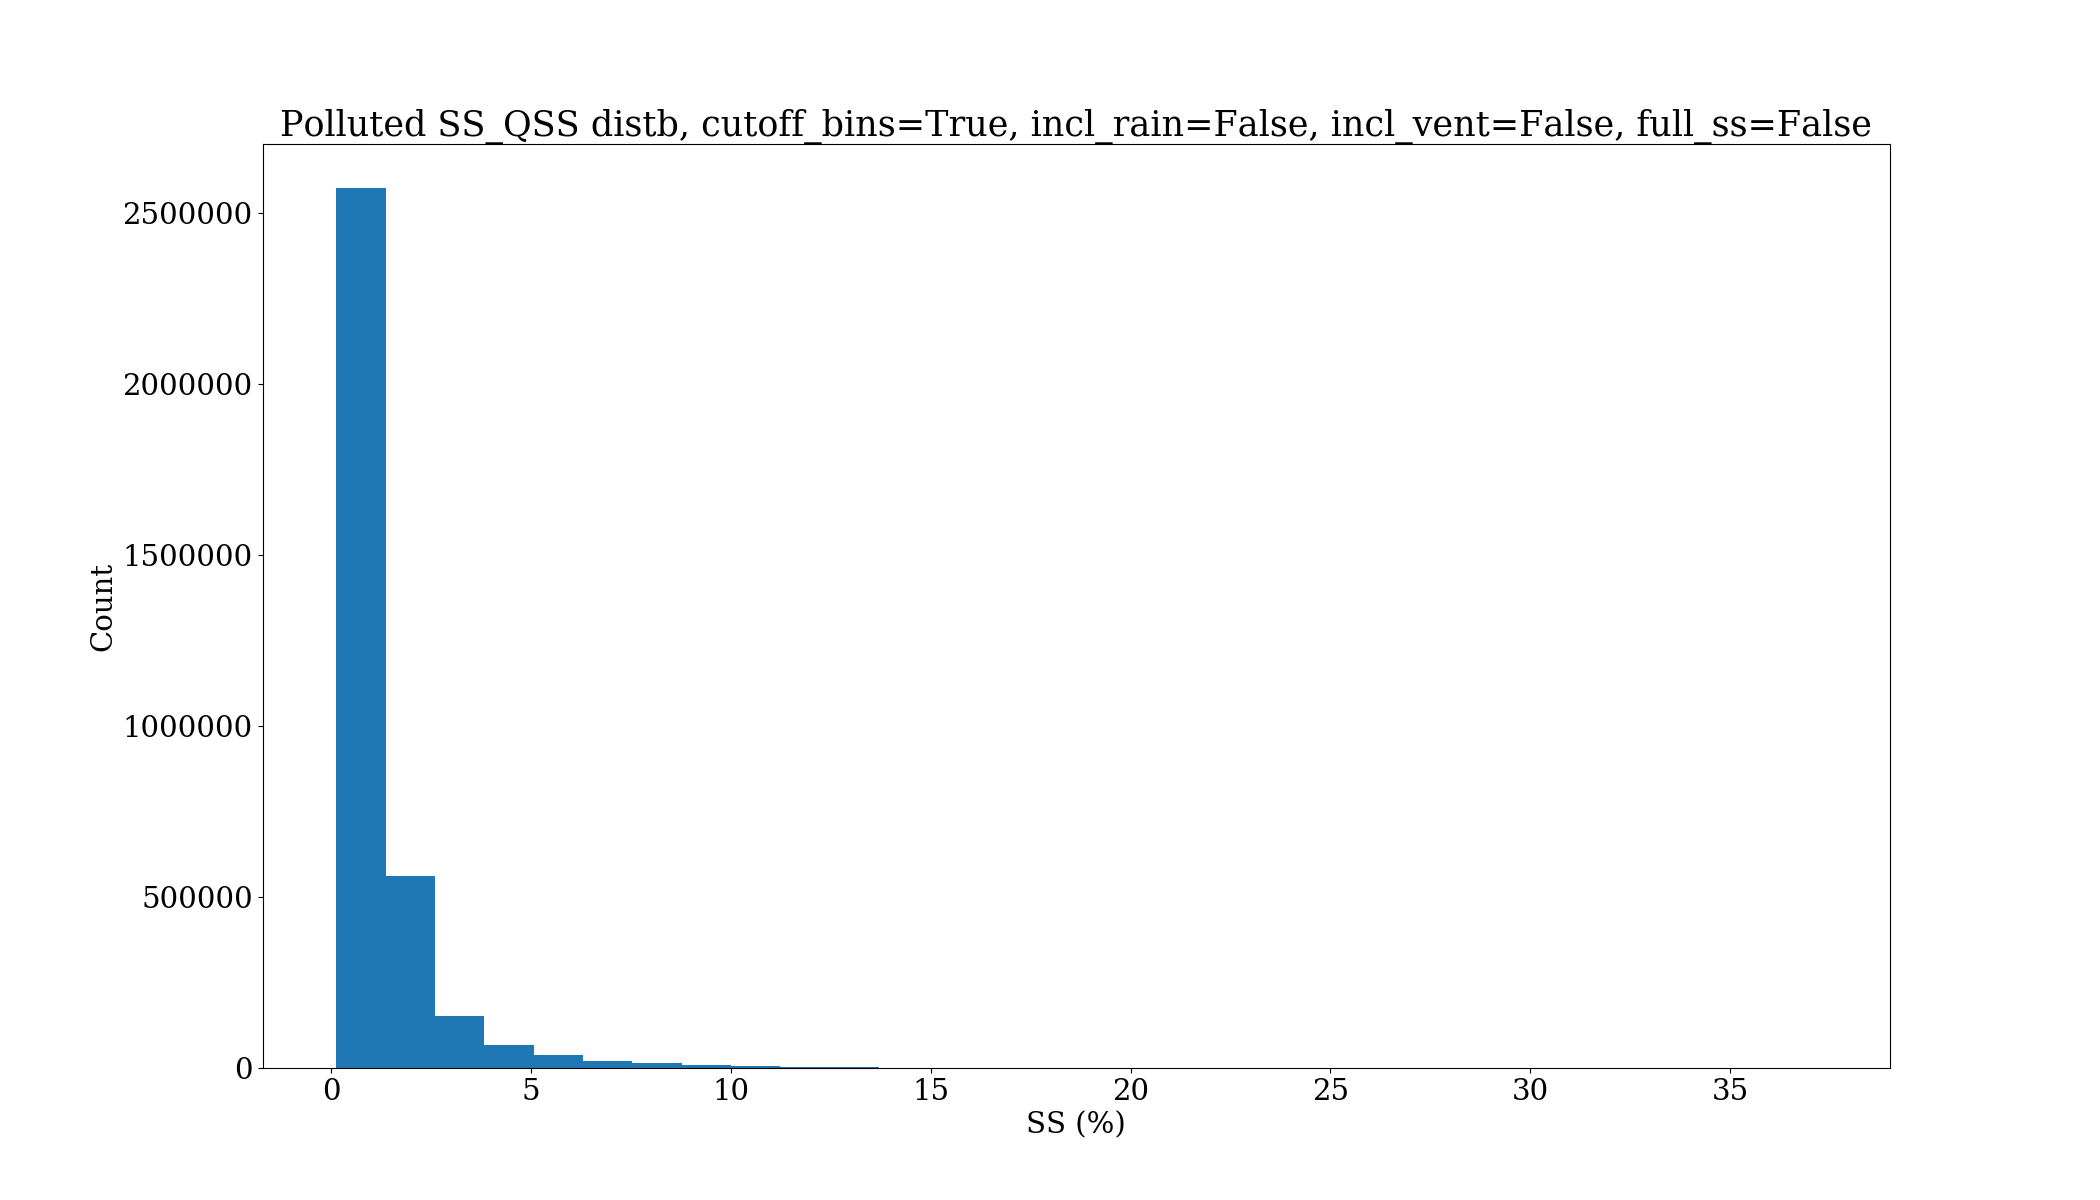 Polluted SS_QSS distb, cutoff_bins=True, incl_rain=False, incl_vent=False, full_ss=False
2500000
2000000
1500000
1000000
500000
0
Count
0 5 10 15 20 25 30 35
SS (%)